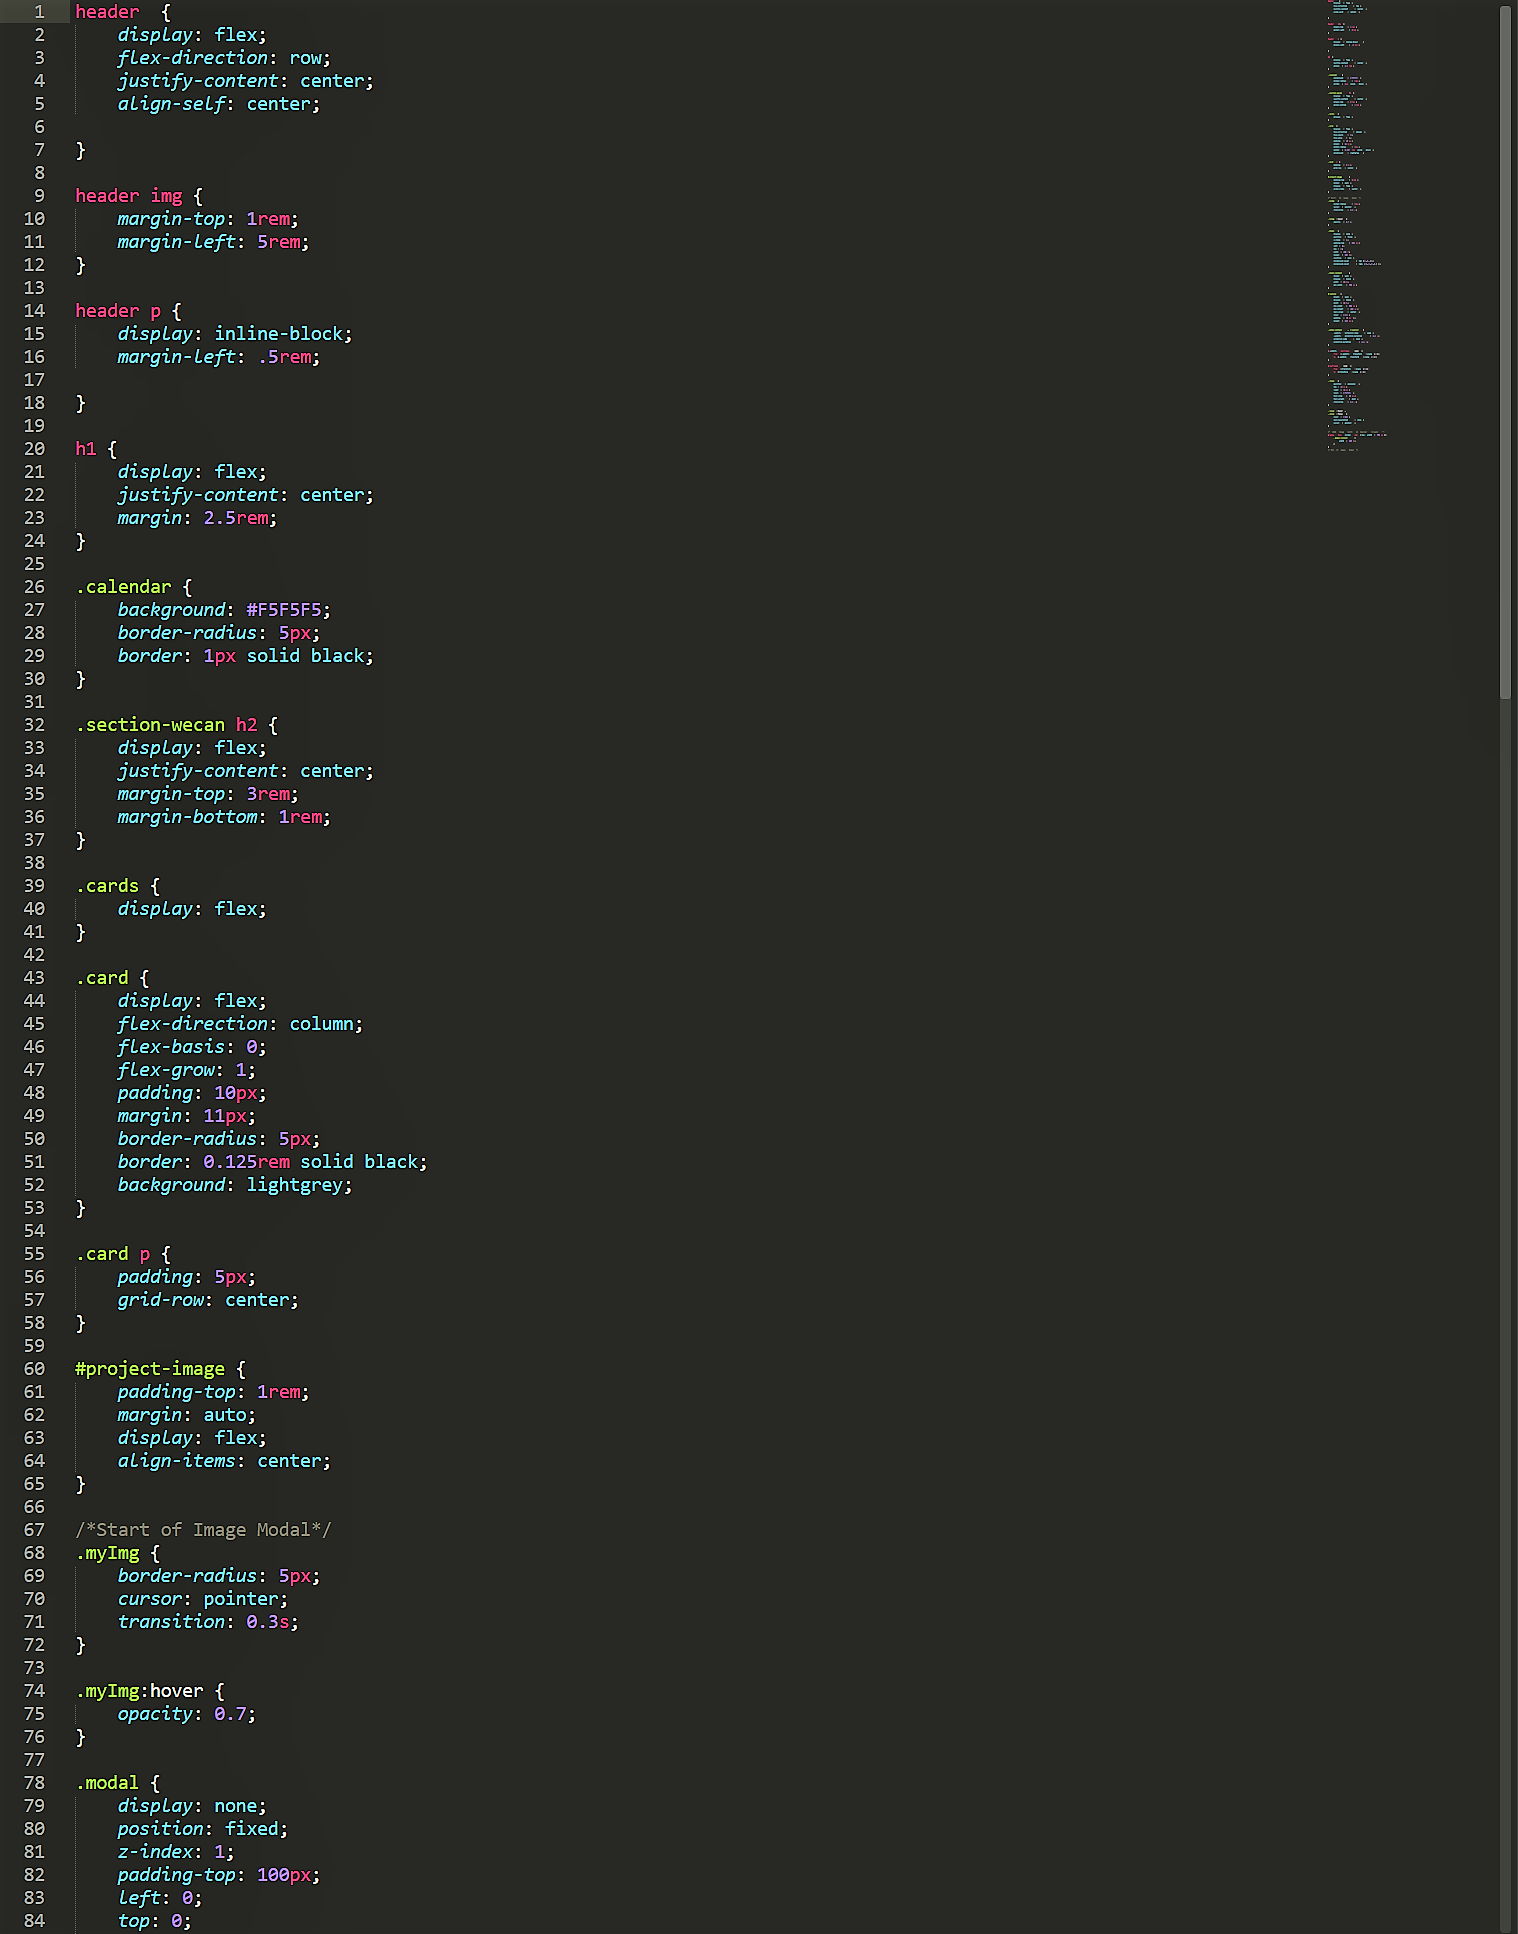 1 header  {
2     display: flex;
3     flex-direction: row;
4     justify-content: center;
5     align-self: center;
6
7 }
8
9 header img {
10     margin-top: 1rem;
11     margin-left: 5rem;
12 }
13
14 header p {
15     display: inline-block;
16     margin-left: .5rem;
17
18 }
19
20 h1 {
21     display: flex;
22     justify-content: center;
23     margin: 2.5rem;
24 }
25
26 .calendar {
27     background: #F5F5F5;
28     border-radius: 5px;
29     border: 1px solid black;
30 }
31
32 .section-wecan h2 {
33     display: flex;
34     justify-content: center;
35     margin-top: 3rem;
36     margin-bottom: 1rem;
37 }
38
39 .cards {
40     display: flex;
41 }
42
43 .card {
44     display: flex;
45     flex-direction: column;
46     flex-basis: 0;
47     flex-grow: 1;
48     padding: 10px;
49     margin: 11px;
50     border-radius: 5px;
51     border: 0.125rem solid black;
52     background: lightgrey;
53 }
54
55 .card p {
56     padding: 5px;
57     grid-row: center;
58 }
59
60 #project-image {
61     padding-top: 1rem;
62     margin: auto;
63     display: flex;
64     align-items: center;
65 }
66
67 /*Start of Image Modal*/
68 .myImg {
69     border-radius: 5px;
70     cursor: pointer;
71     transition: 0.3s;
72 }
73
74 .myImg:hover {
75     opacity: 0.7;
76 }
77
78 .modal {
79     display: none;
80     position: fixed;
81     z-index: 1;
82     padding-top: 100px;
83     left: 0;
84     top: 0;